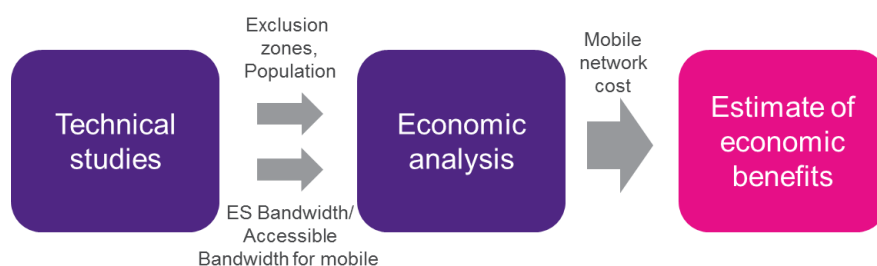 Exclusion
zones,
Population
Mobile
network
cost
Technical
studies
Economic
analysis
Estimate of
economic
benefits
ES Bandwidth/
Accessible
Bandwidth for mobile